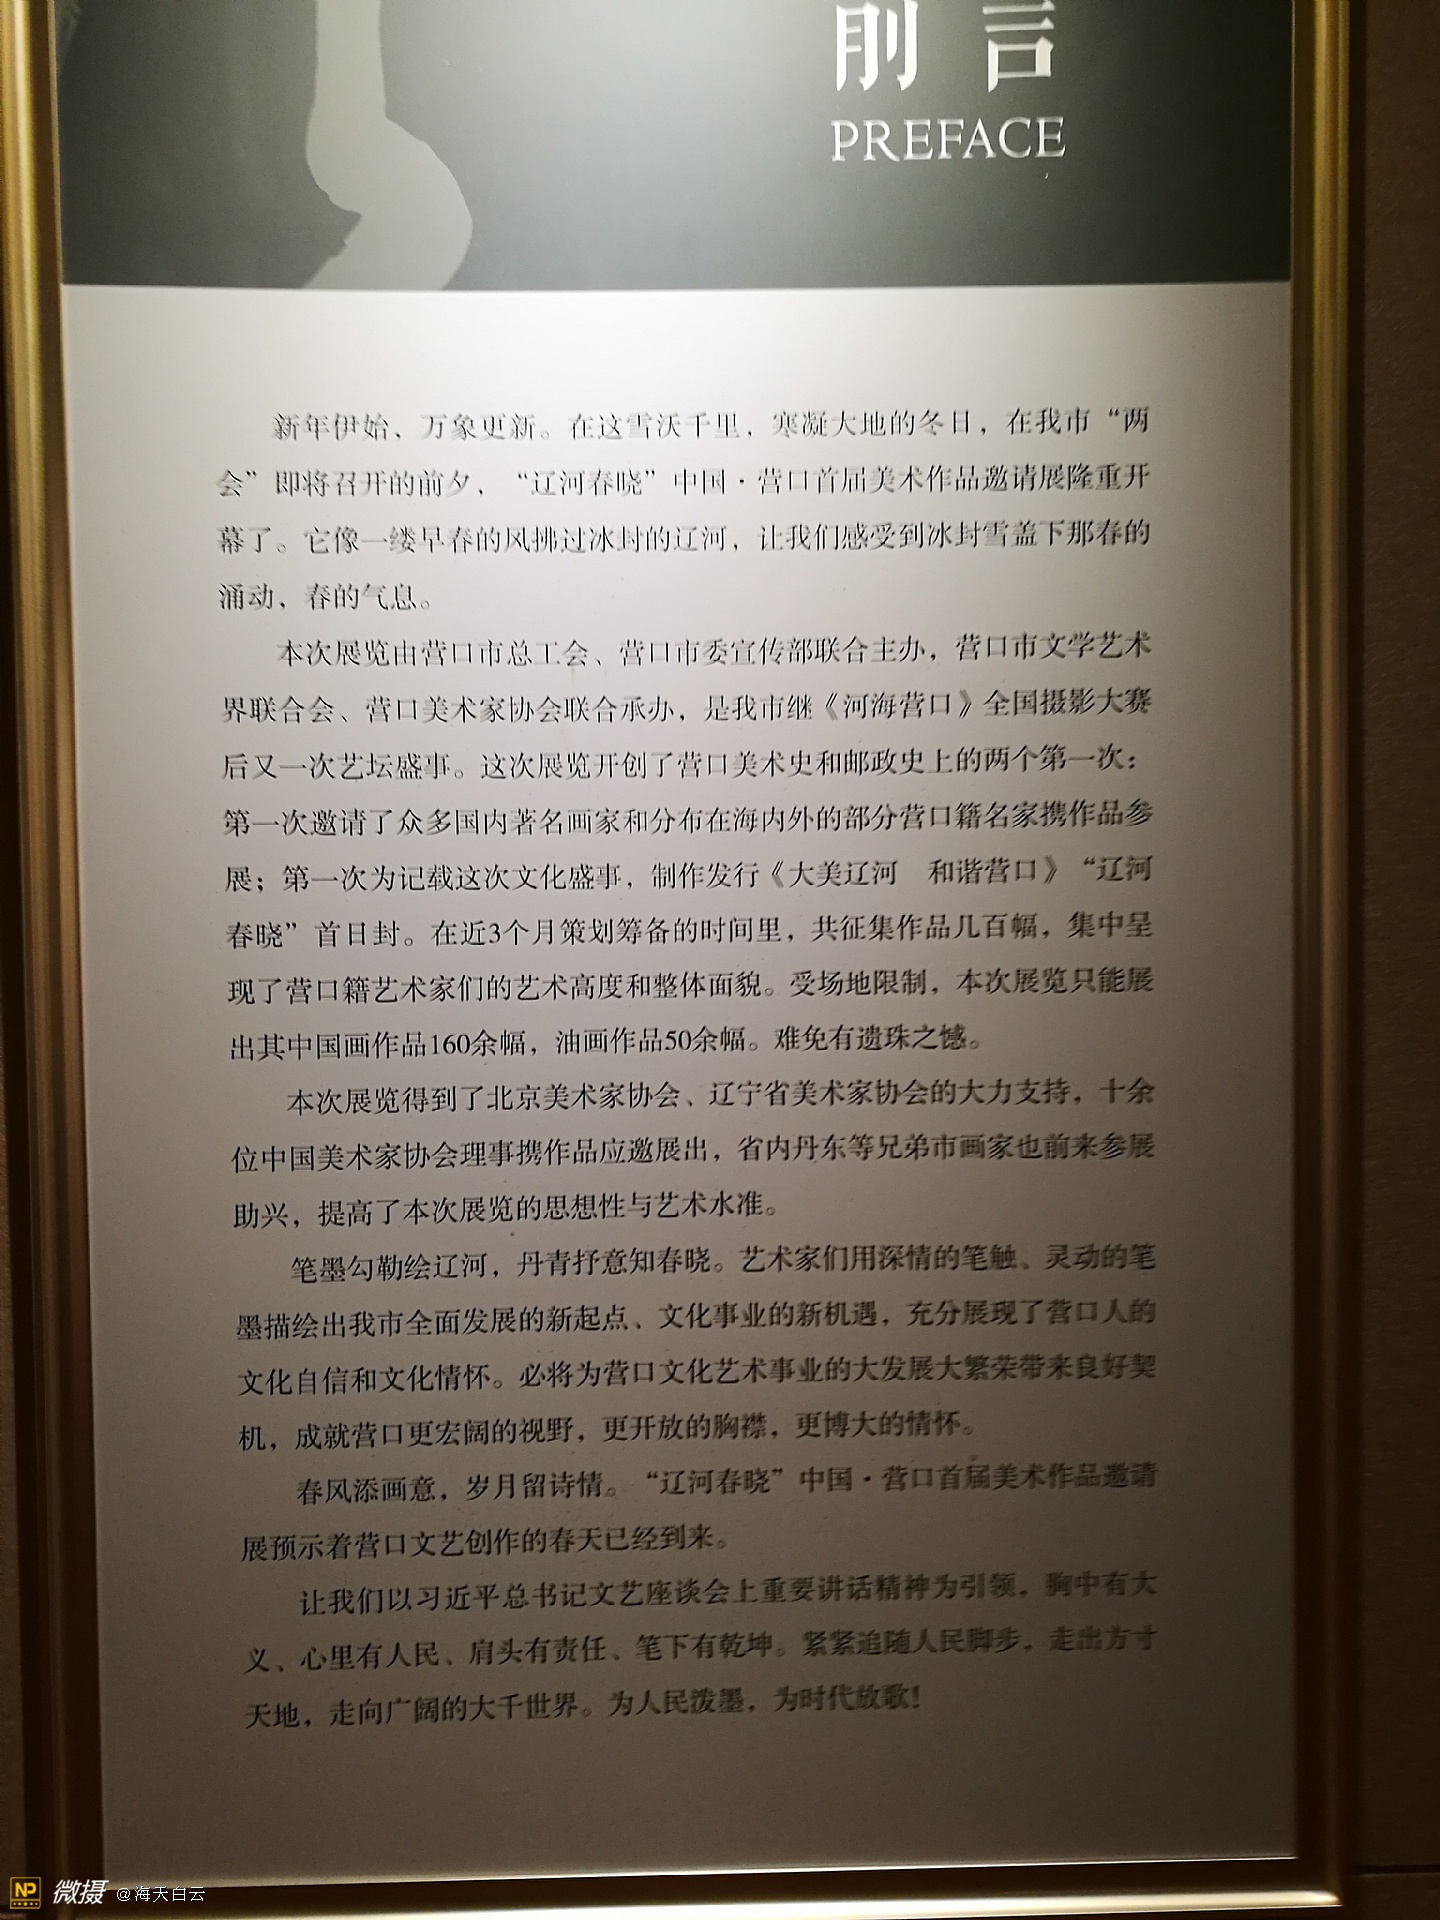 前言
PREFACE
新年伊始，万象更新。在这雪沃千里，寒凝大地的冬日，在我市“两
会”即将召开的前夕，“辽河春晓”中国·营口首届美术作品邀请展隆重开
幕了。它像一缕早春的风拂过冰封的辽河，让我们感受到冰封雪盖下那春的
涌动，春的气息。
本次展览由营口市总工会、营口市委宣传部联合主办，营口市文学艺术
界联合会、营口美术家协会联合承办，是我市继《河海营口》全国摄影大赛
后又一次艺坛盛事。这次展览开创了营口美术史和邮政史上的两个第一次：
第一次邀请了众多国内著名画家和分布在海内外的部分营口籍名家携作品参
展；第一次为记载这次文化盛事，制作发行《大美辽河　和谐营口》“辽河
春晓”首日封。在近3个月策划筹备的时间里，共征集作品几百幅，集中呈
现了营口籍艺术家们的艺术高度和整体面貌。受场地限制，本次展览只能展
出其中国画作品160余幅，油画作品50余幅。难免有遗珠之憾。
本次展览得到了北京美术家协会、辽宁省美术家协会的大力支持，十余
位中国美术家协会理事携作品应邀展出，省内丹东等兄弟市画家也前来参展
助兴，提高了本次展览的思想性与艺术水准。
笔墨勾勒绘辽河，丹青抒意知春晓。艺术家们用深情的笔触、灵动的笔
墨描绘出我市全面发展的新起点、文化事业的新机遇，充分展现了营口人的
文化自信和文化情怀。必将为营口文化艺术事业的大发展大繁荣带来良好契
机，成就营口更宏阔的视野，更开放的胸襟，更博大的情怀。
春风添画意，岁月留诗情。“辽河春晓”中国·营口首届美术作品邀请
展预示着营口文艺创作的春天已经到来。
让我们以习近平总书记文艺座谈会上重要讲话精神为引领，胸中有大
义、心里有人民、肩头有责任、笔下有乾坤。紧紧追随人民脚步，走出方寸
天地，走向广阔的大千世界。为人民泼墨，为时代放歌！
NP 微摄 @海天白云